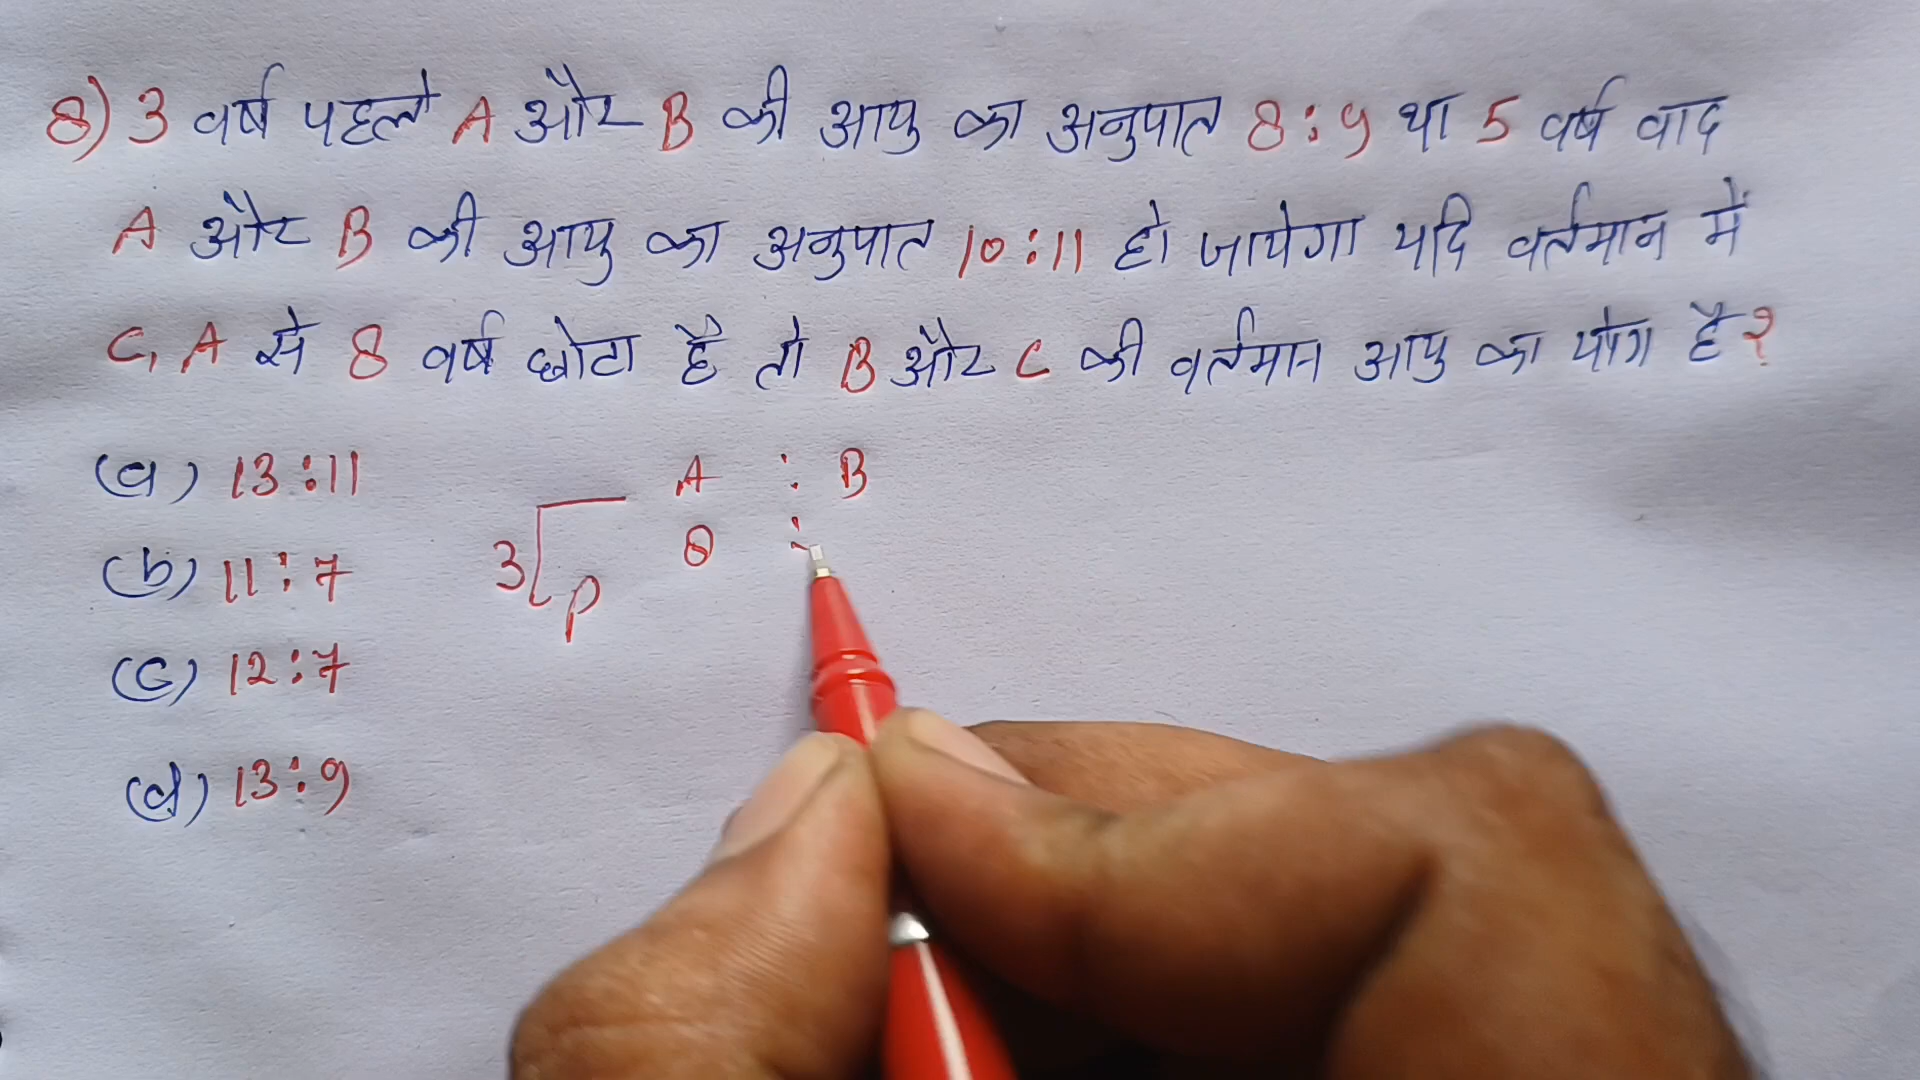 8) 3 वर्ष पहले A और B की आयु का अनुपात 8:9 था 5 वर्ष वाद
A और B की आयु का अनुपात 10:11 हो जायेगा यदि वर्तमान में
C, A से 8 वर्ष छोटा है तो B और C की वर्तमान आयु का योग है?
(a) 13:11
(b) 11:7
(c) 12:7
(d) 13:9
A : B
3 P 8 :